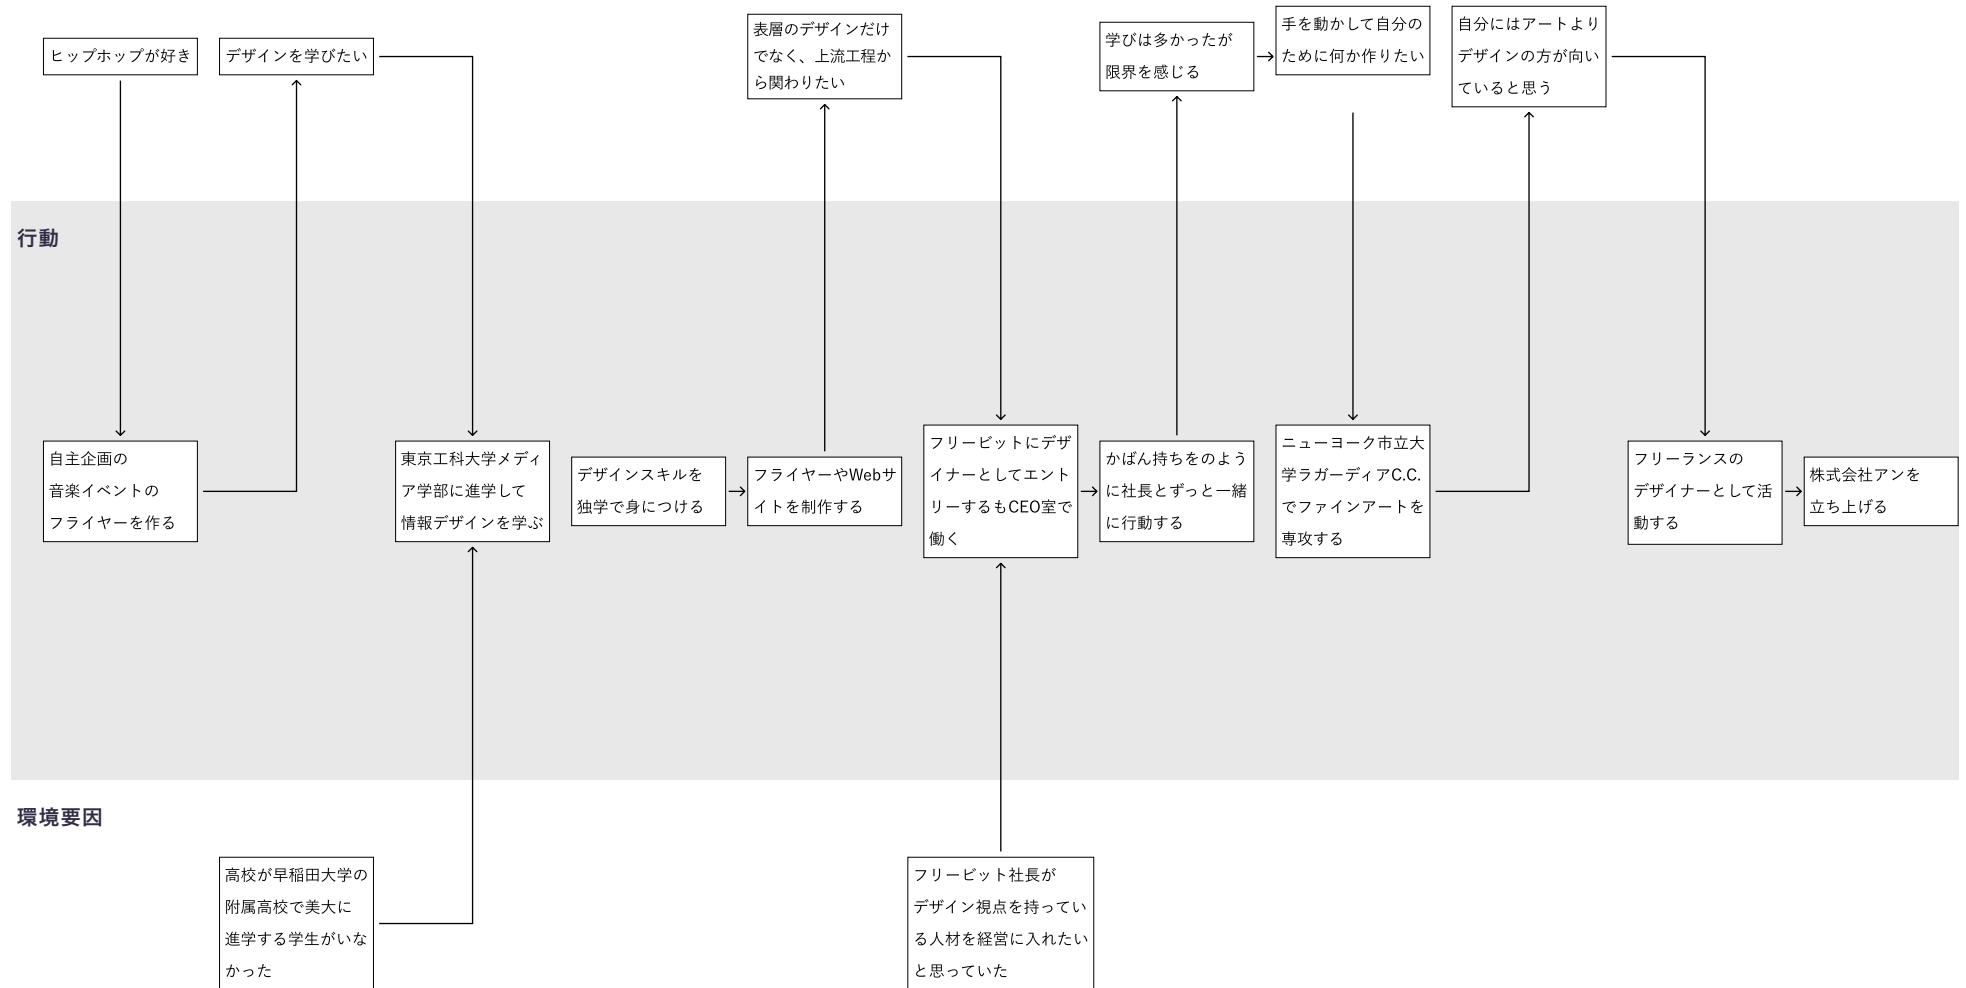 ヒップホップが好き
デザインを学びたい
表層のデザインだけ
でなく、上流工程か
ら関わりたい
学びは多かったが
限界を感じる
手を動かして自分の
ために何か作りたい
自分にはアートより
デザインの方が向い
ていると思う
行動
自主企画の
音楽イベントの
フライヤーを作る
東京工科大学メディ
ア学部に進学して
情報デザインを学ぶ
デザインスキルを
独学で身につける
フライヤーやWebサ
イトを制作する
フリービットにデザ
イナーとしてエント
リーするもCEO室で
働く
かばん持ちをのよう
に社長とずっと一緒
に行動する
ニューヨーク市立大
学ラガーディアC.C.
でファインアートを
専攻する
フリーランスの
デザイナーとして活
動する
株式会社アンを
立ち上げる
環境要因
高校が早稲田大学の
附属高校で美大に
進学する学生がいな
かった
フリービット社長が
デザイン視点を持ってい
る人材を経営に入れたい
と思っていた